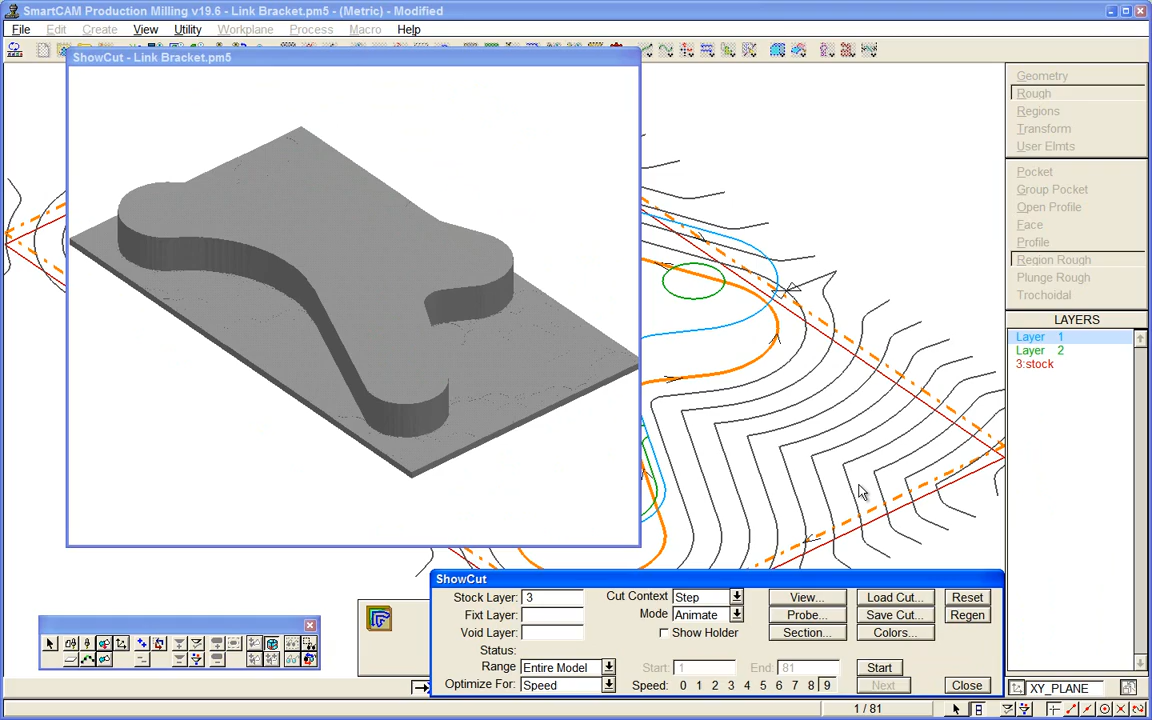 SmartCAM Production Milling v19.6 - Link Bracket.pm5 - (Metric) - Modified
File Edit Create View Utility Workplane Process Macro Help
ShowCut - Link Bracket.pm5
Geometry
Rough
Regions
Transform
User Elmts
Pocket
Group Pocket
Open Profile
Face
Profile
Region Rough
Plunge Rough
Trochoidal
LAYERS
Layer 1
Layer 2
3:stock
ShowCut
Stock Layer: 3 Cut Context Step View... Load Cut... Reset
Fixt Layer: Mode Animate Probe... Save Cut... Regen
Void Layer: Show Holder Section... Colors...
Status:
Range Entire Model Start: 1 End: 81 Start
Optimize For: Speed Speed: 0 1 2 3 4 5 6 7 8 9 Next Close
XY_PLANE
1 / 81